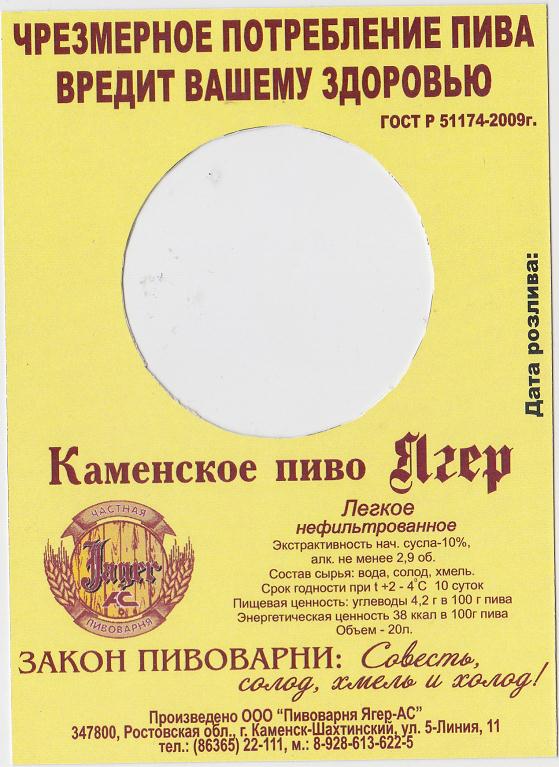 ЧРЕЗМЕРНОЕ ПОТРЕБЛЕНИЕ ПИВА
ВРЕДИТ ВАШЕМУ ЗДОРОВЬЮ
ГОСТ Р 51174-2009г.
Дата розлива:
Каменское пиво Ягер
ЧАСТНАЯ
Jager
АС
ПИВОВАРНЯ
Легкое
нефильтрованное
Экстрактивность нач. сусла-10%,
алк. не менее 2,9 об.
Состав сырья: вода, солод, хмель.
Срок годности при t +2 - 4°С 10 суток
Пищевая ценность: углеводы 4,2 г в 100 г пива
Энергетическая ценность 38 ккал в 100г пива
Объем - 20л.
ЗАКОН ПИВОВАРНИ: Совесть,
солод, хмель и холод!
Произведено ООО "Пивоварня Ягер-АС"
347800, Ростовская обл., г. Каменск-Шахтинский, ул. 5-Линия, 11
тел.: (86365) 22-111, м.: 8-928-613-622-5